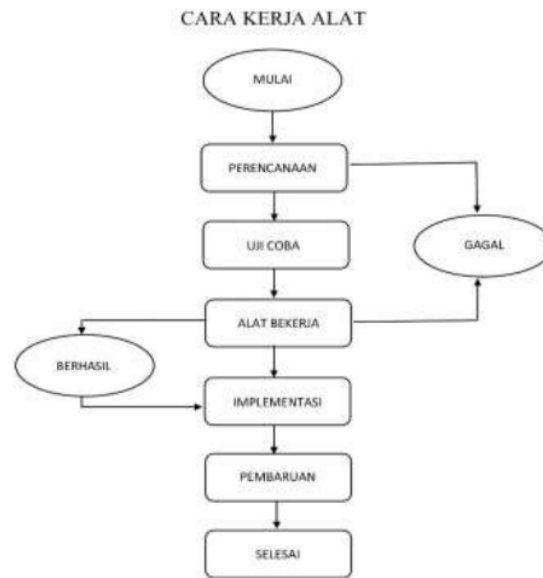 CARA KERJA ALAT
MULAI
PERENCANAAN
UJI COBA
GAGAL
ALAT BEKERJA
BERHASIL
IMPLEMENTASI
PEMBARUAN
SELESAI